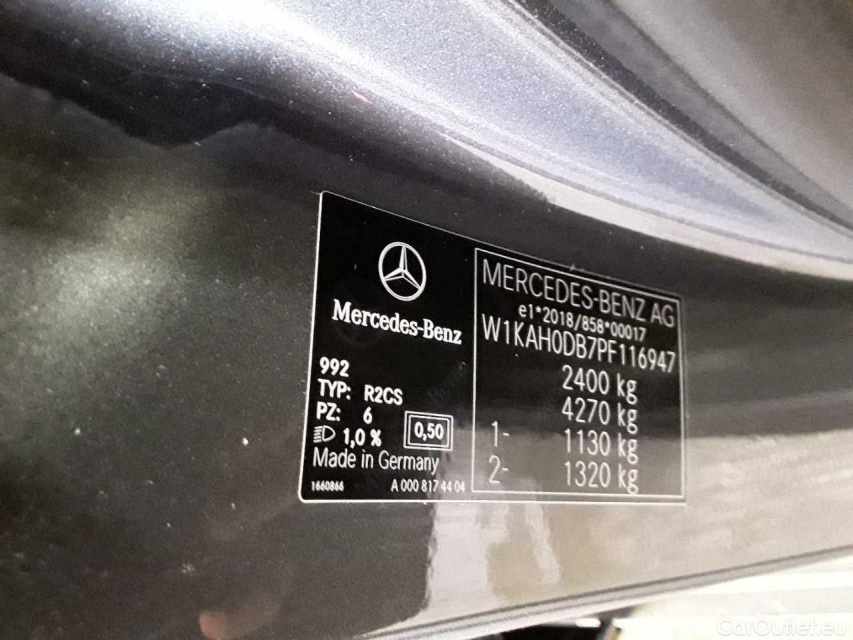 Mercedes-Benz
992
TYP: R2CS
PZ: 6
1,0 % 0,50
Made in Germany
1660866 A 000 817 44 04
MERCEDES-BENZ AG
e1*2018/858*00017
W1KAH0DB7PF116947
2400 kg
4270 kg
1- 1130 kg
2- 1320 kg
CarOutlet.eu